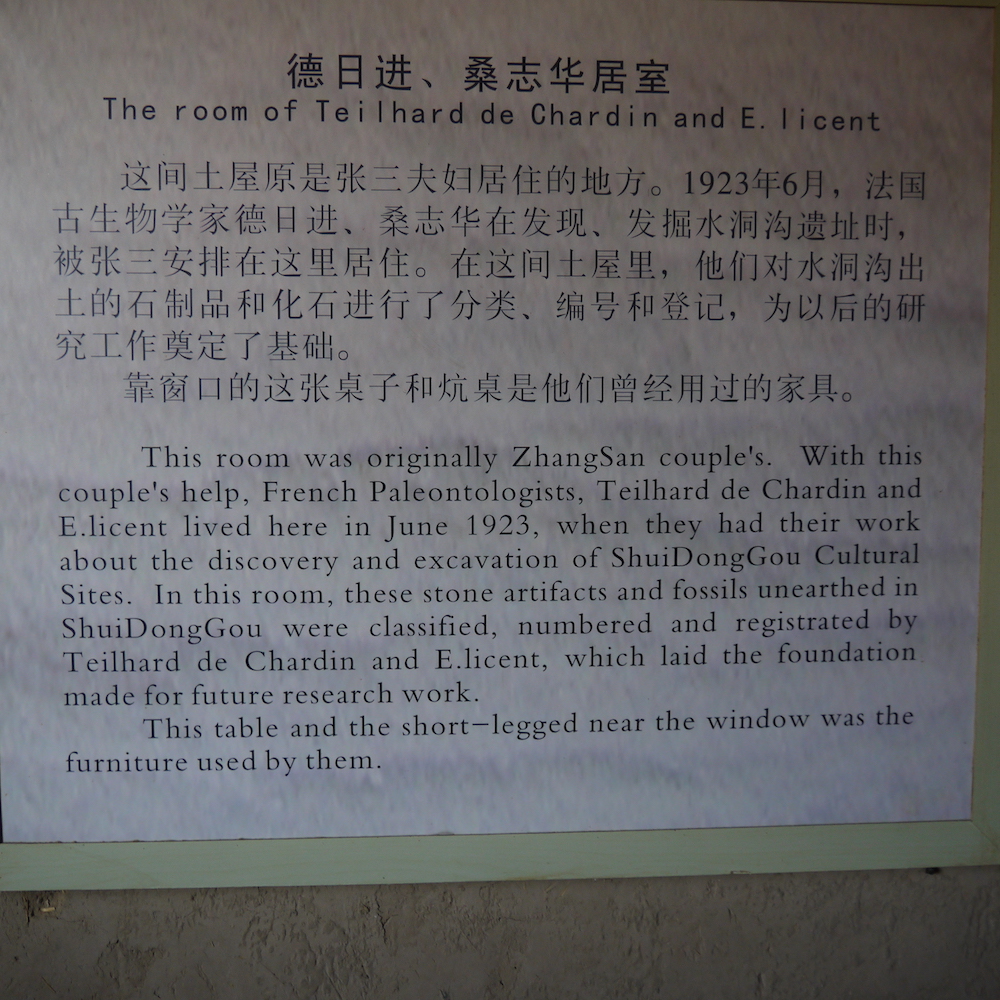 德日进、桑志华居室
The room of Teilhard de Chardin and E.licent
这间土屋原是张三夫妇居住的地方。1923年6月，法国
古生物学家德日进、桑志华在发现、发掘水洞沟遗址时，
被张三安排在这里居住。在这间土屋里，他们对水洞沟出
土的石制品和化石进行了分类、编号和登记，为以后的研
究工作奠定了基础。
靠窗口的这张桌子和炕桌是他们曾经用过的家具。
This room was originally ZhangSan couple's. With this
couple's help, French Paleontologists, Teilhard de Chardin and
E.licent lived here in June 1923, when they had their work
about the discovery and excavation of ShuiDongGou Cultural
Sites. In this room, these stone artifacts and fossils unearthed in
ShuiDongGou were classified, numbered and registrated by
Teilhard de Chardin and E.licent, which laid the foundation
made for future research work.
This table and the short-legged near the window was the
furniture used by them.